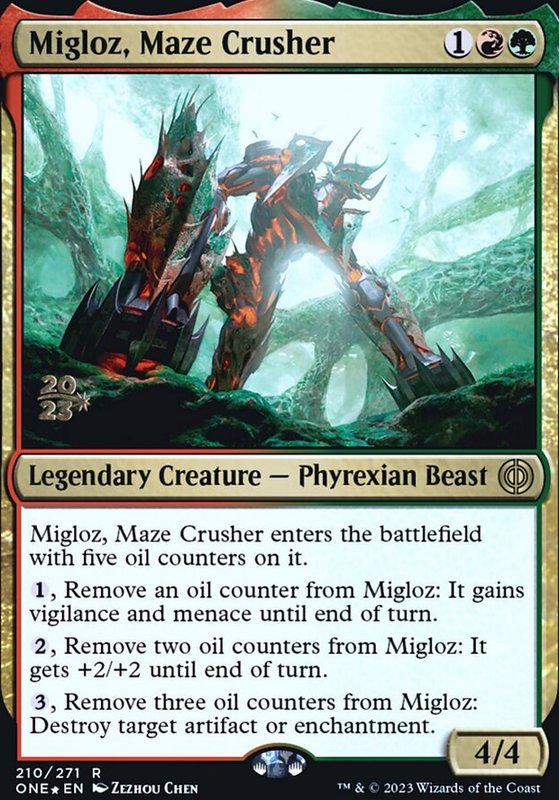 Migloz, Maze Crusher 1
20
23
Legendary Creature — Phyrexian Beast
Migloz, Maze Crusher enters the battlefield
with five oil counters on it.
1, Remove an oil counter from Migloz: It gains
vigilance and menace until end of turn.
2, Remove two oil counters from Migloz: It
gets +2/+2 until end of turn.
3, Remove three oil counters from Migloz:
Destroy target artifact or enchantment.
4/4
210/271 R
ONE★EN Zezhou Chen
™ & © 2023 Wizards of the Coast